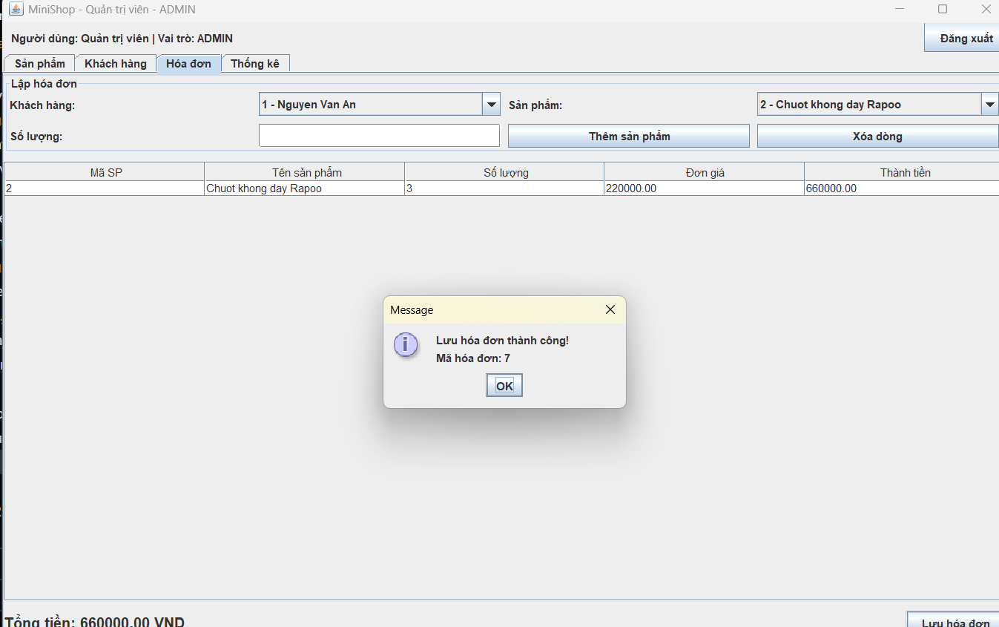 MiniShop - Quản trị viên - ADMIN
Người dùng: Quản trị viên | Vai trò: ADMIN
Đăng xuất
Sản phẩm Khách hàng Hóa đơn Thống kê
Lập hóa đơn
Khách hàng: 1 - Nguyen Van An Sản phẩm: 2 - Chuot khong day Rapoo
Số lượng: Thêm sản phẩm Xóa dòng
Mã SP Tên sản phẩm Số lượng Đơn giá Thành tiền
2 Chuot khong day Rapoo 3 220000.00 660000.00
Message
Lưu hóa đơn thành công!
Mã hóa đơn: 7
OK
Tổng tiền: 660000.00 VND Lưu hóa đơn